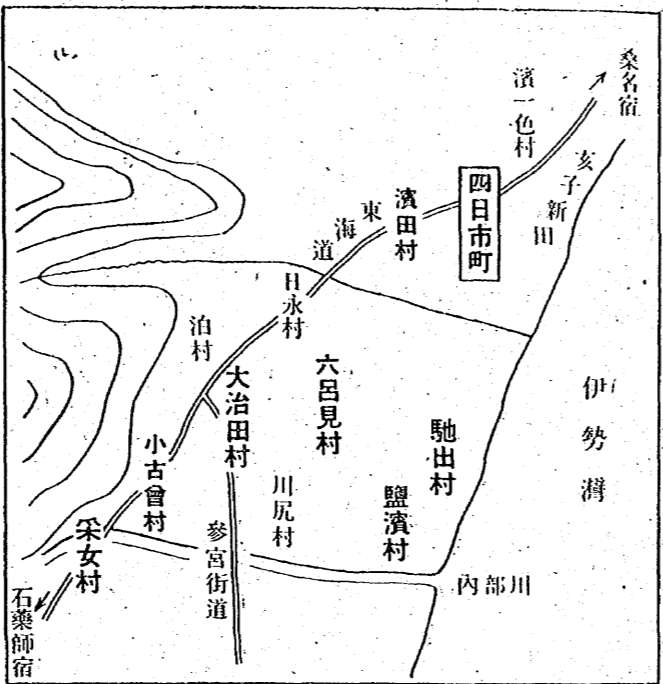 桑名宿
亥子新田
濱一色村
四日市町
濱田村
東海道
日永村
泊村
大治田村
六呂見村
馳出村
伊勢灣
小古曾村
川尻村
鹽濱村
采女村
參宮街道
內部川
石藥師宿